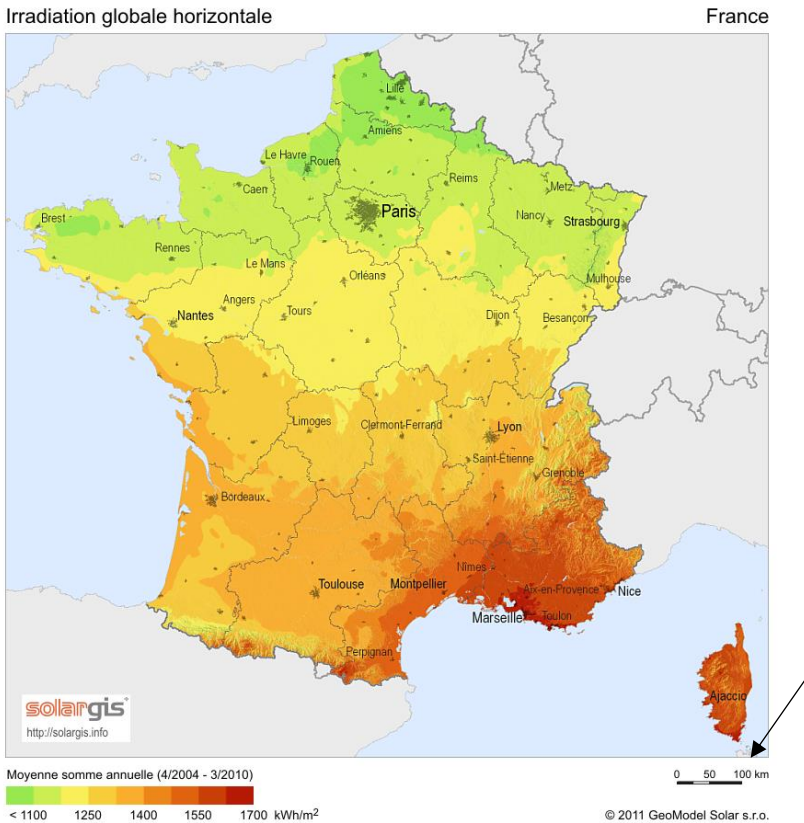 Irradiation globale horizontale France
Lille
Amiens
Le Havre
Rouen
Reims
Metz
Caen
Paris
Nancy
Strasbourg
Brest
Rennes
Le Mans
Orléans
Mulhouse
Angers
Nantes
Tours
Dijon
Besançon
Limoges
Clermont-Ferrand
Lyon
Saint-Étienne
Grenoble
Bordeaux
Nîmes
Toulouse
Montpellier
Aix-en-Provence
Nice
Marseille
Toulon
Perpignan
Ajaccio
solargis
http://solargis.info
Moyenne somme annuelle (4/2004 - 3/2010)
0 50 100 km
< 1100 1250 1400 1550 1700 kWh/m²
© 2011 GeoModel Solar s.r.o.